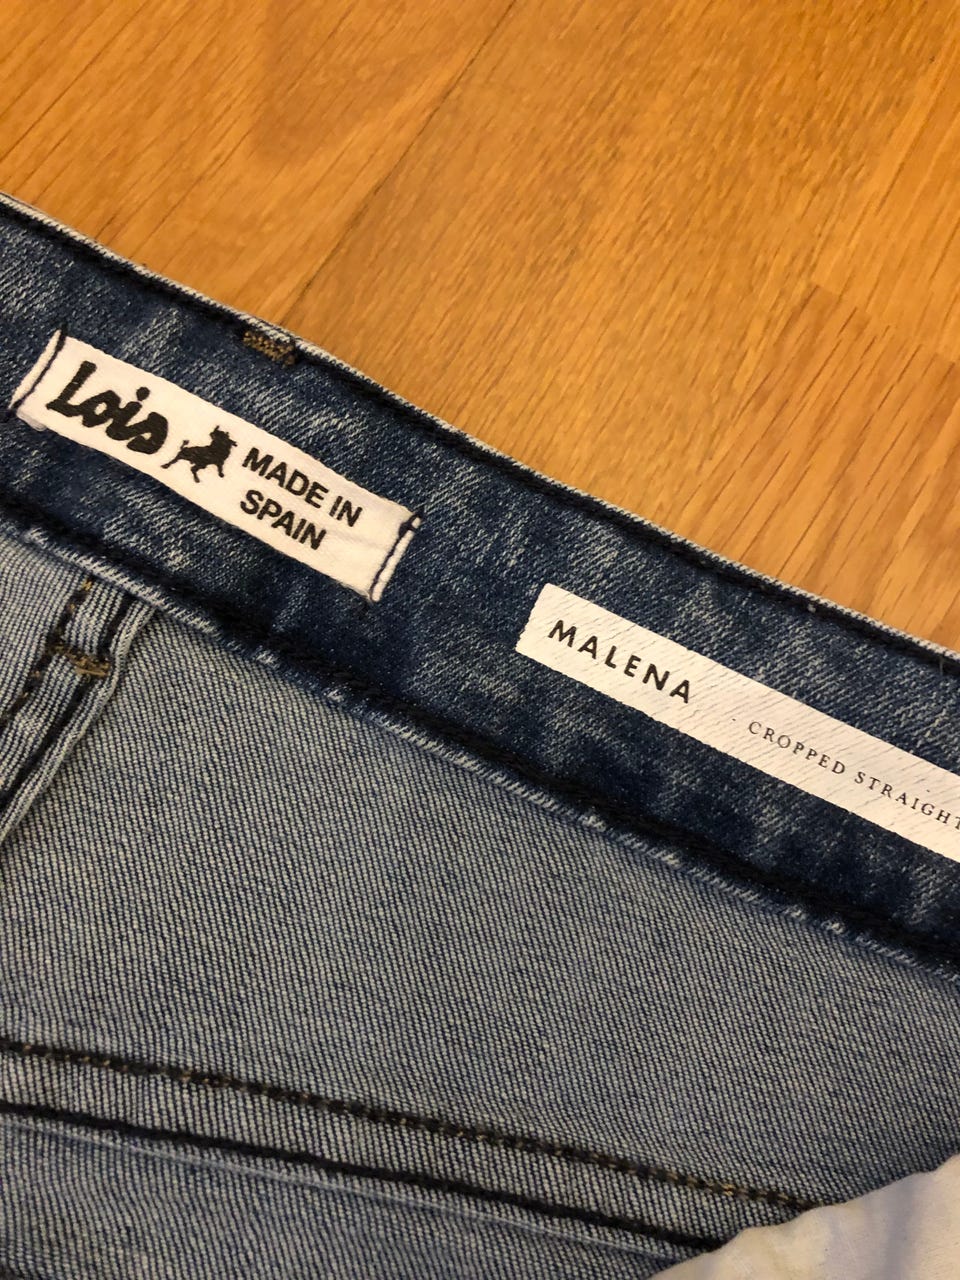 Lois
MADE IN
SPAIN
MALENA
· CROPPED STRAIGHT